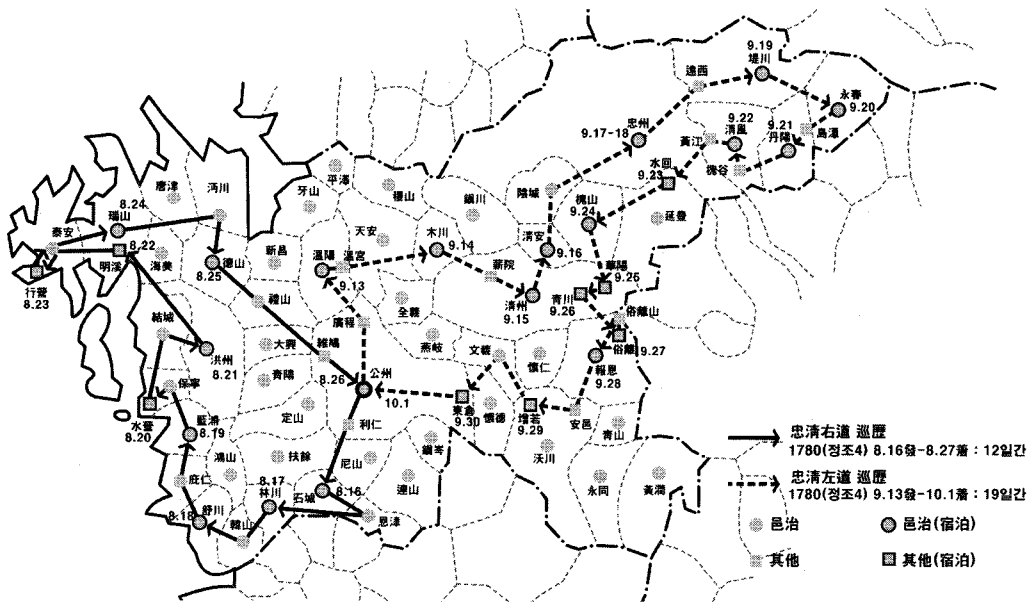 9.19
堤川
遠西
永春
9.20
9.22
清風
9.21
丹陽
島潭
忠州
9.17-18
黃江
水回
9.23
槐谷
平澤
唐津
沔川
牙山
稷山
鎭川
陰城
槐山
9.24
延豊
瑞山
8.24
泰安
天安
木川
9.14
淸安
9.16
8.22
明溪
海美
德山
8.25
新昌
溫陽
溫宮
9.13
薪院
華陽
9.26
行營
8.23
禮山
全義
淸州
9.15
靑川
9.26
俗離山
結城
廣程
燕岐
文義
懷仁
俗離
9.27
大興
維鳩
洪州
8.21
報恩
9.28
保寧
靑陽
8.26
公州
10.1
水營
8.20
藍浦
8.19
定山
利仁
東倉
9.30
懷德
增若
9.29
安邑
靑山
沃川
鴻山
扶餘
尼山
鎭岑
庇仁
8.17
林川
石城
8.16
連山
永同
黃澗
8.18
舒川
韓山
恩津
忠淸右道 巡歷
1780(정조4) 8.16發-8.27着 : 12일간
忠淸左道 巡歷
1780(정조4) 9.13發-10.1着 : 19일간
邑治
邑治(宿泊)
其他
其他(宿泊)